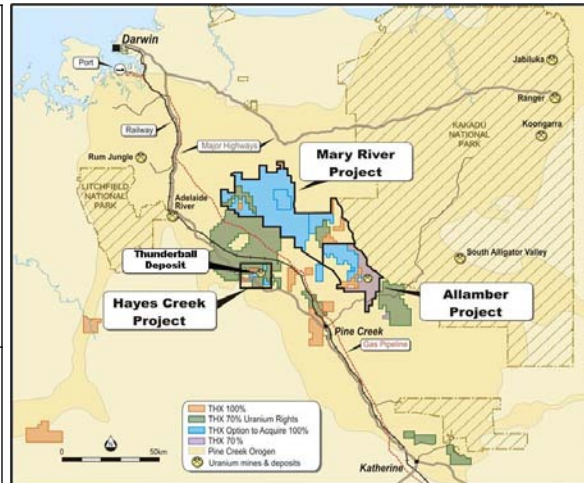 Darwin
Port
Jabiluka
Ranger
Koongarra
KAKADU
NATIONAL
PARK
Railway
Major Highways
Rum Jungle
Mary River
Project
LITCHFIELD
NATIONAL
PARK
Adelaide
River
South Alligator Valley
Thunderball
Deposit
Hayes Creek
Project
Allamber
Project
Pine Creek
Gas Pipeline
THX 100%
THX 70% Uranium Rights
THX Option to Acquire 100%
THX 70%
Pine Creek Orogen
Uranium mines & deposits
0
50km
Katherine